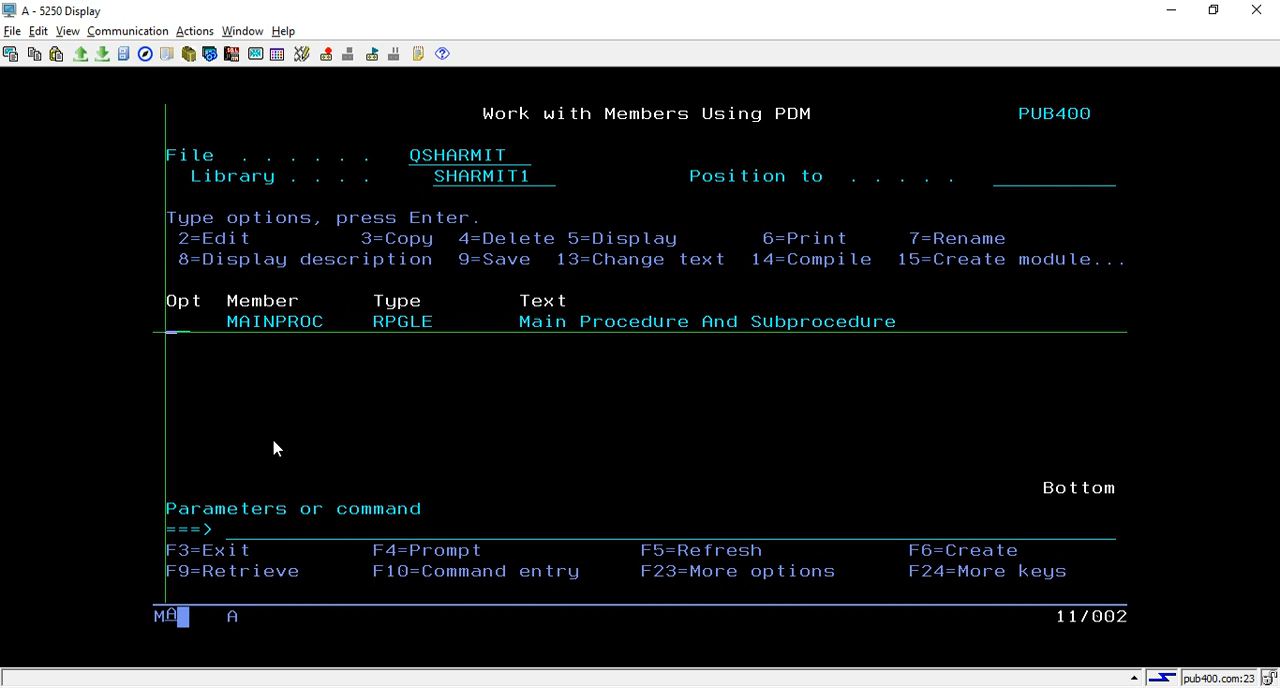 A - 5250 Display
File Edit View Communication Actions Window Help
Work with Members Using PDM PUB400
File . . . . . . QSHARMIT
Library . . . . SHARMIT1 Position to . . . . .
Type options, press Enter.
2=Edit 3=Copy 4=Delete 5=Display 6=Print 7=Rename
8=Display description 9=Save 13=Change text 14=Compile 15=Create module...
Opt Member Type Text
MAINPROC RPGLE Main Procedure And Subprocedure
Bottom
Parameters or command
===>
F3=Exit F4=Prompt F5=Refresh F6=Create
F9=Retrieve F10=Command entry F23=More options F24=More keys
MA A 11/002
pub400.com:23